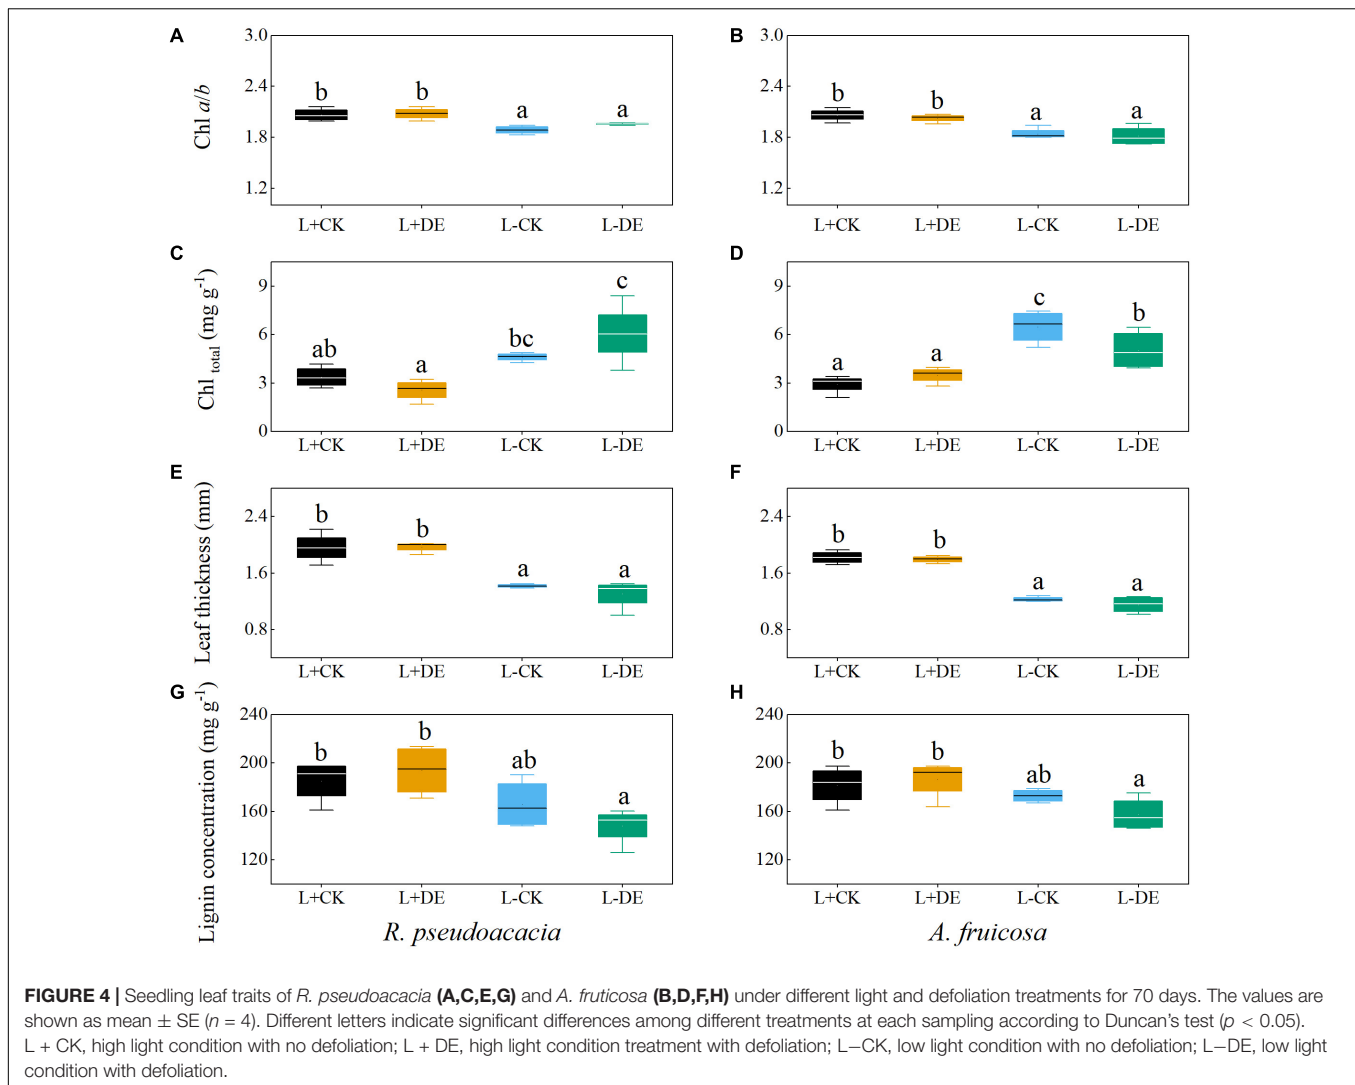 A
B
3.0
2.4
1.8
1.2
Chl a/b
b
b
a
a
L+CK
L+DE
L-CK
L-DE
3.0
2.4
1.8
1.2
b
b
a
a
L+CK
L+DE
L-CK
L-DE
C
D
9
6
3
0
Chl total (mg g-1)
ab
a
bc
c
L+CK
L+DE
L-CK
L-DE
9
6
3
0
a
a
c
b
L+CK
L+DE
L-CK
L-DE
E
F
2.4
1.6
0.8
Leaf thickness (mm)
b
b
a
a
L+CK
L+DE
L-CK
L-DE
2.4
1.6
0.8
b
b
a
a
L+CK
L+DE
L-CK
L-DE
G
H
240
200
160
120
Lignin concentration (mg g-1)
b
b
ab
a
L+CK
L+DE
L-CK
L-DE
240
200
160
120
b
b
ab
a
L+CK
L+DE
L-CK
L-DE
R. pseudoacacia
A. fruicosa
FIGURE 4 | Seedling leaf traits of R. pseudoacacia (A,C,E,G) and A. fruticosa (B,D,F,H) under different light and defoliation treatments for 70 days. The values are
shown as mean ± SE (n = 4). Different letters indicate significant differences among different treatments at each sampling according to Duncan's test (p < 0.05).
L + CK, high light condition with no defoliation; L + DE, high light condition treatment with defoliation; L−CK, low light condition with no defoliation; L−DE, low light
condition with defoliation.